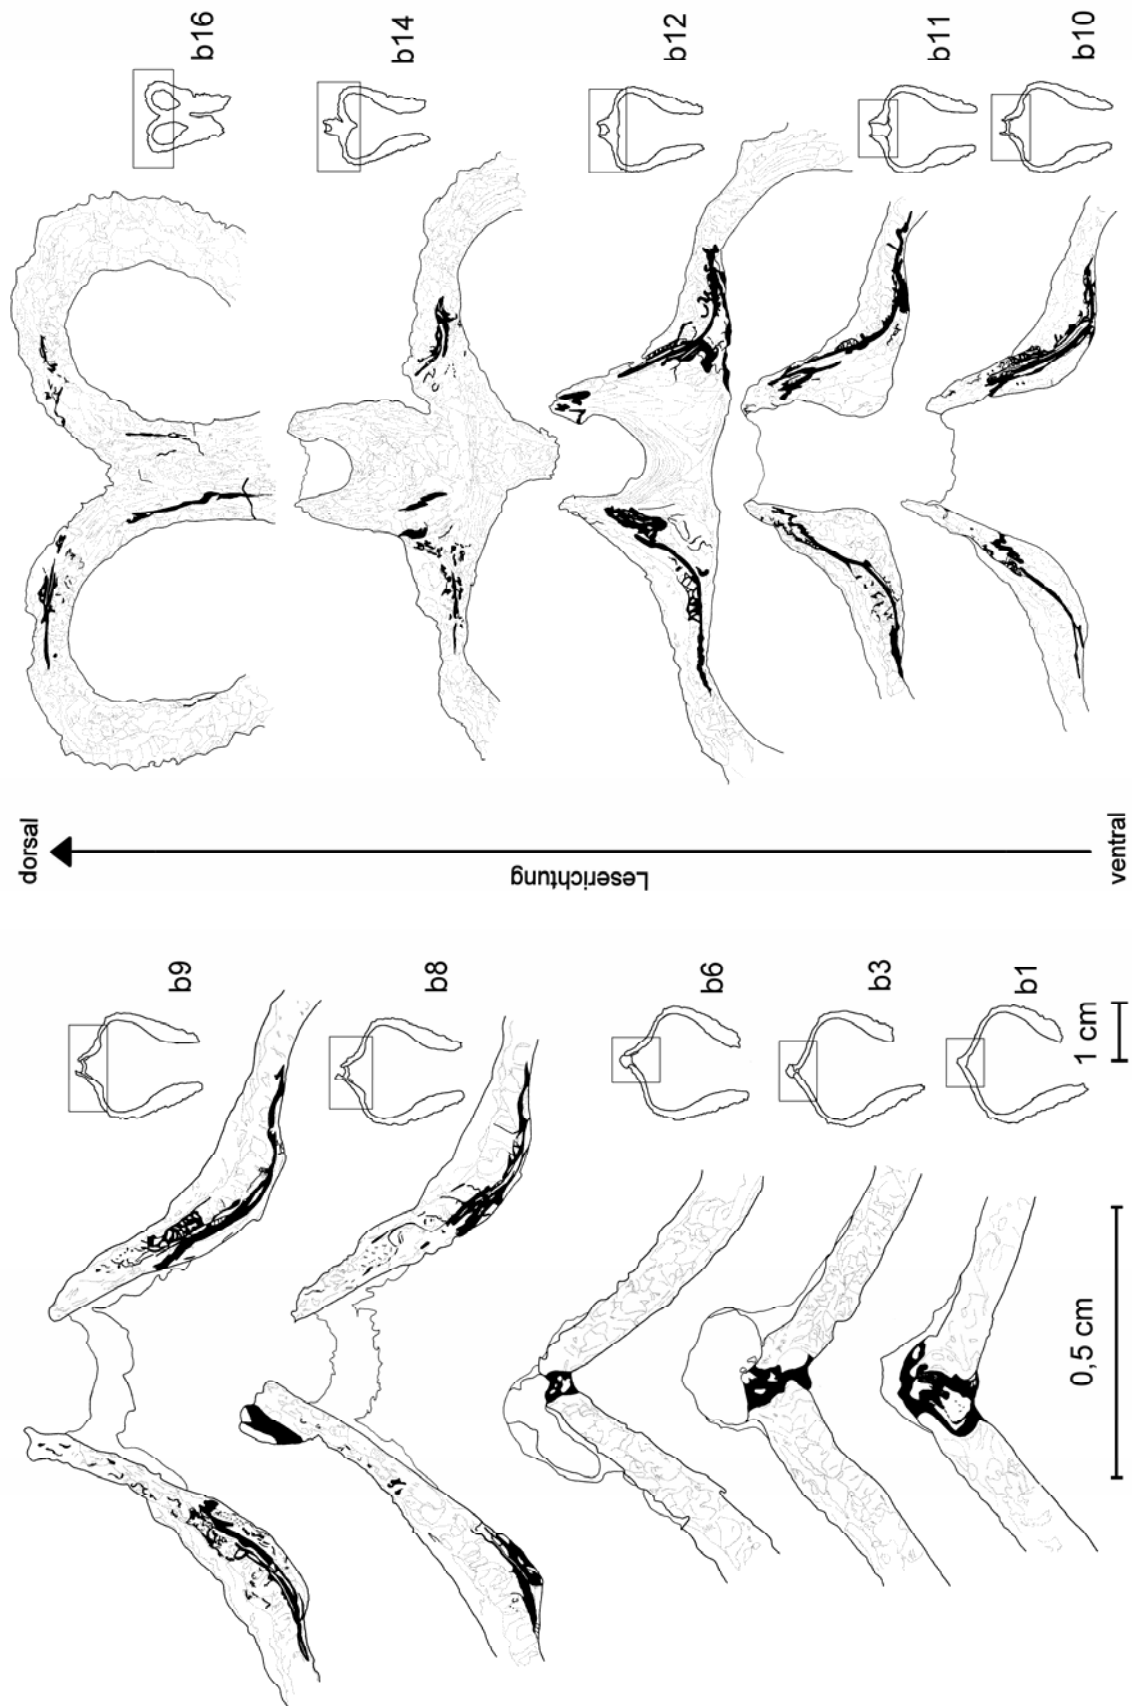 b16
b14
b12
b11
b10
dorsal
Leserichtung
ventral
b9
b8
b6
b3
b1
1 cm
0,5 cm